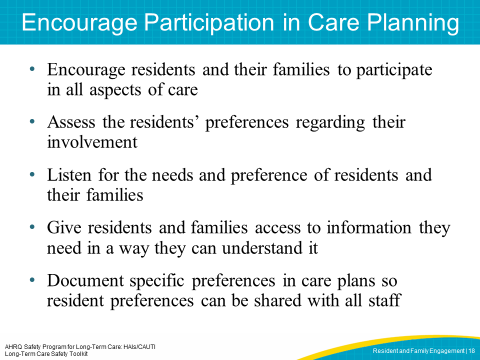 Encourage Participation in Care Planning
• Encourage residents and their families to participate
in all aspects of care
• Assess the residents’ preferences regarding their
involvement
• Listen for the needs and preference of residents and
their families
• Give residents and families access to information they
need in a way they can understand it
• Document specific preferences in care plans so
resident preferences can be shared with all staff
AHRQ Safety Program for Long-Term Care: HAIs/CAUTI
Long-Term Care Safety Toolkit
Resident and Family Engagement | 18